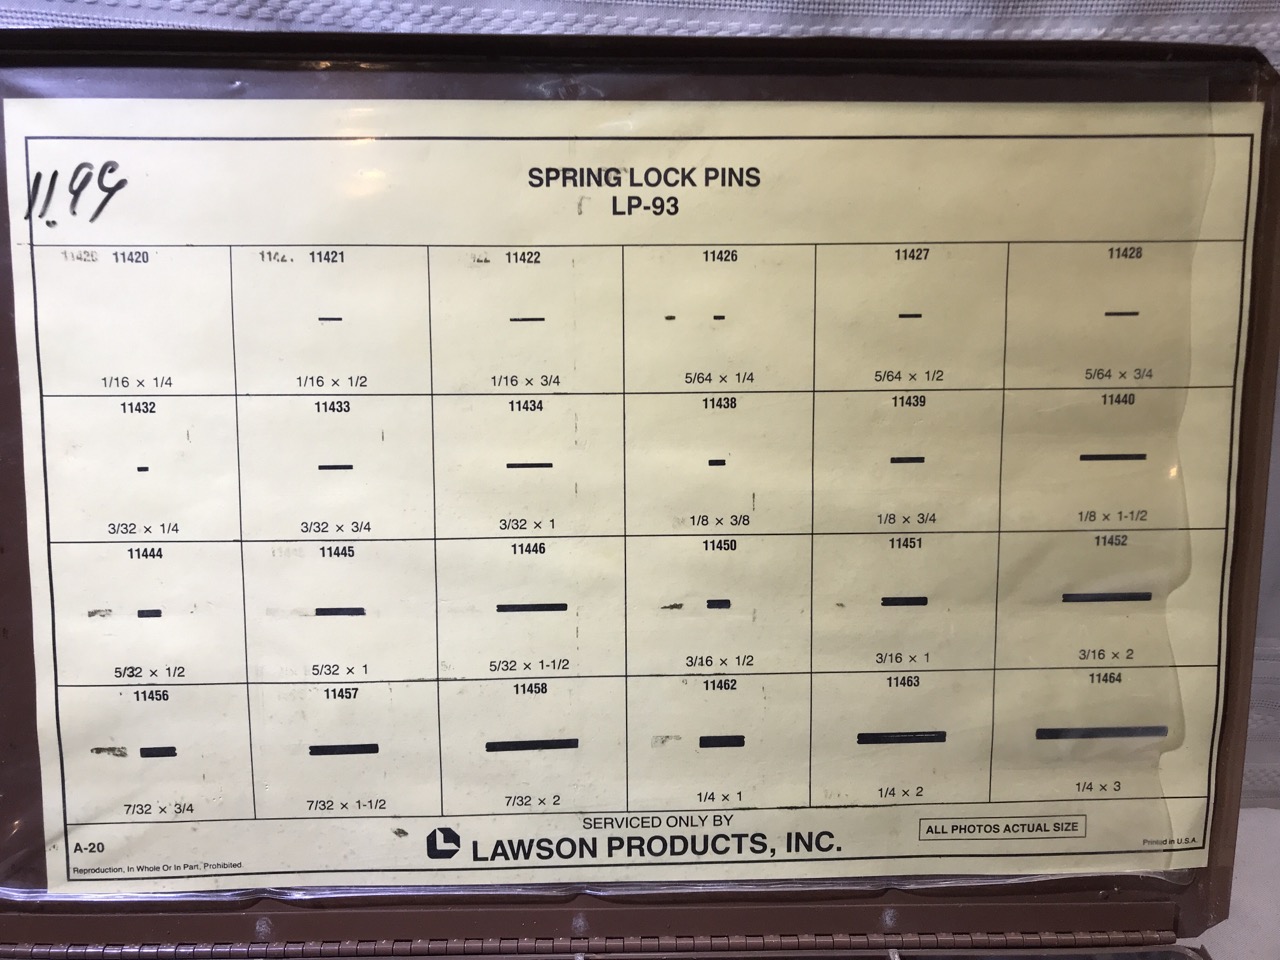 11.99
SPRING LOCK PINS
LP-93
11420 11421 11422 11426 11427 11428
1/16 × 1/4 1/16 × 1/2 1/16 × 3/4 5/64 × 1/4 5/64 × 1/2 5/64 × 3/4
11432 11433 11434 11438 11439 11440
3/32 × 1/4 3/32 × 3/4 3/32 × 1 1/8 × 3/8 1/8 × 3/4 1/8 × 1-1/2
11444 11445 11446 11450 11451 11452
5/32 × 1/2 5/32 × 1 5/32 × 1-1/2 3/16 × 1/2 3/16 × 1 3/16 × 2
11456 11457 11458 11462 11463 11464
7/32 × 3/4 7/32 × 1-1/2 7/32 × 2 1/4 × 1 1/4 × 2 1/4 × 3
SERVICED ONLY BY
LAWSON PRODUCTS, INC.
ALL PHOTOS ACTUAL SIZE
A-20
Reproduction, In Whole Or In Part, Prohibited.
Printed in U.S.A.